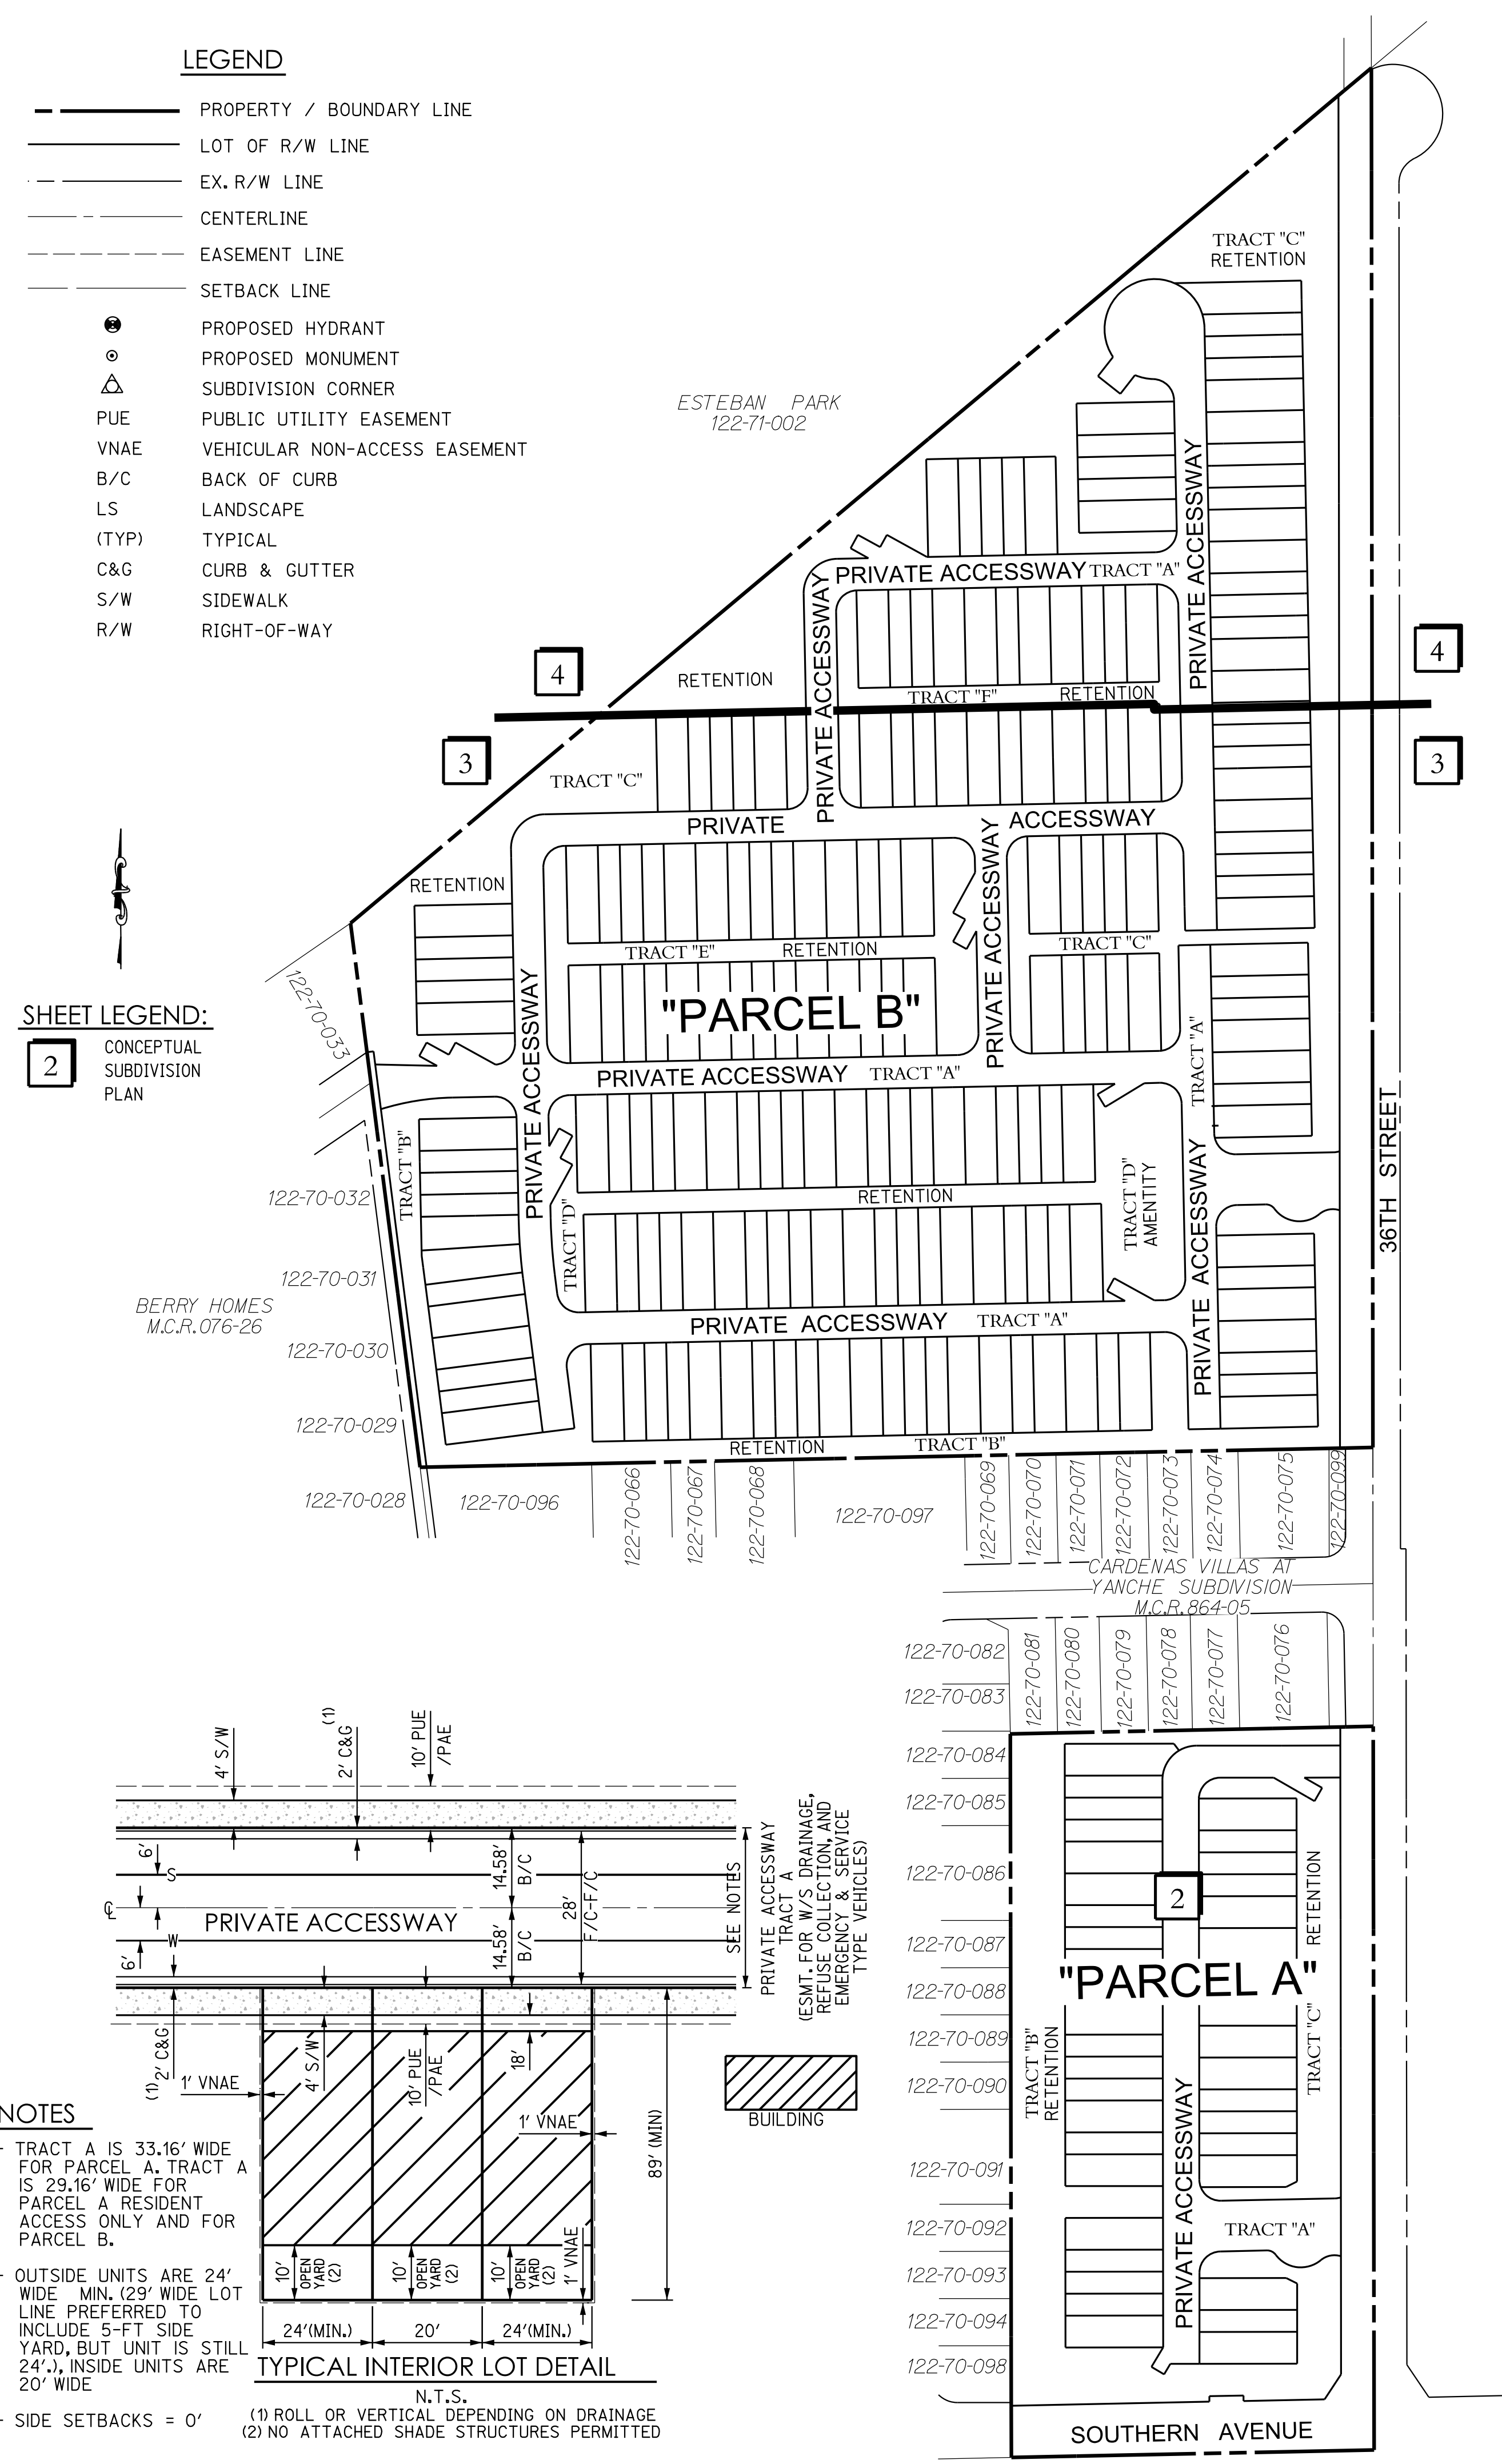 LEGEND
PROPERTY / BOUNDARY LINE
LOT OF R/W LINE
EX. R/W LINE
CENTERLINE
EASEMENT LINE
SETBACK LINE
PROPOSED HYDRANT
PROPOSED MONUMENT
SUBDIVISION CORNER
PUE PUBLIC UTILITY EASEMENT
VNAE VEHICULAR NON-ACCESS EASEMENT
B/C BACK OF CURB
LS LANDSCAPE
(TYP) TYPICAL
C&G CURB & GUTTER
S/W SIDEWALK
R/W RIGHT-OF-WAY
SHEET LEGEND:
2
CONCEPTUAL
SUBDIVISION
PLAN
TRACT "C"
RETENTION
ESTEBAN PARK
122-71-002
PRIVATE ACCESSWAY
PRIVATE ACCESSWAY TRACT "A"
PRIVATE ACCESSWAY
4
4
RETENTION
TRACT "F" RETENTION
3
3
TRACT "C"
PRIVATE ACCESSWAY
PRIVATE ACCESSWAY
RETENTION
TRACT "E" RETENTION
TRACT "C"
"PARCEL B"
122-70-033
PRIVATE ACCESSWAY
PRIVATE ACCESSWAY TRACT "A"
TRACT "A"
36TH STREET
TRACT "B"
PRIVATE ACCESSWAY
TRACT "D"
RETENTION
TRACT "D"
AMENTITY
122-70-032
122-70-031
BERRY HOMES
M.C.R. 076-26
122-70-030
PRIVATE ACCESSWAY TRACT "A"
122-70-029
RETENTION TRACT "B"
122-70-028
122-70-096
122-70-066
122-70-067
122-70-068
122-70-097
122-70-069
122-70-070
122-70-071
122-70-072
122-70-073
122-70-074
122-70-075
122-70-099
CARDENAS VILLAS AT
YANCHE SUBDIVISION
M.C.R. 864-05
122-70-082
122-70-083
122-70-081
122-70-080
122-70-079
122-70-078
122-70-077
122-70-076
122-70-084
122-70-085
122-70-086
122-70-087
122-70-088
122-70-089
122-70-090
122-70-091
122-70-092
122-70-093
122-70-094
122-70-098
2
RETENTION
"PARCEL A"
TRACT "B"
RETENTION
TRACT "C"
PRIVATE ACCESSWAY
TRACT "A"
SOUTHERN AVENUE
4' S/W
2' C&G (1)
10' PUE
/PAE
6'
S
PRIVATE ACCESSWAY
W
6'
14.58'
B/C
14.58'
B/C
28'
F/C-F/C
SEE NOTES
PRIVATE ACCESSWAY
TRACT A
(ESMT. FOR W/S DRAINAGE,
REFUSE COLLECTION, AND
EMERGENCY & SERVICE
TYPE VEHICLES)
(1) 2' C&G
1' VNAE
4' S/W
10' PUE
/PAE
18'
1' VNAE
89' (MIN)
BUILDING
10'
OPEN
YARD
(2)
10'
OPEN
YARD
(2)
10'
OPEN
YARD
(2)
1' VNAE
24'(MIN.) 20' 24'(MIN.)
TYPICAL INTERIOR LOT DETAIL
N.T.S.
(1) ROLL OR VERTICAL DEPENDING ON DRAINAGE
(2) NO ATTACHED SHADE STRUCTURES PERMITTED
NOTES
- TRACT A IS 33.16' WIDE
FOR PARCEL A. TRACT A
IS 29.16' WIDE FOR
PARCEL A RESIDENT
ACCESS ONLY AND FOR
PARCEL B.
- OUTSIDE UNITS ARE 24'
WIDE MIN. (29' WIDE LOT
LINE PREFERRED TO
INCLUDE 5-FT SIDE
YARD, BUT UNIT IS STILL
24'.), INSIDE UNITS ARE
20' WIDE
- SIDE SETBACKS = 0'